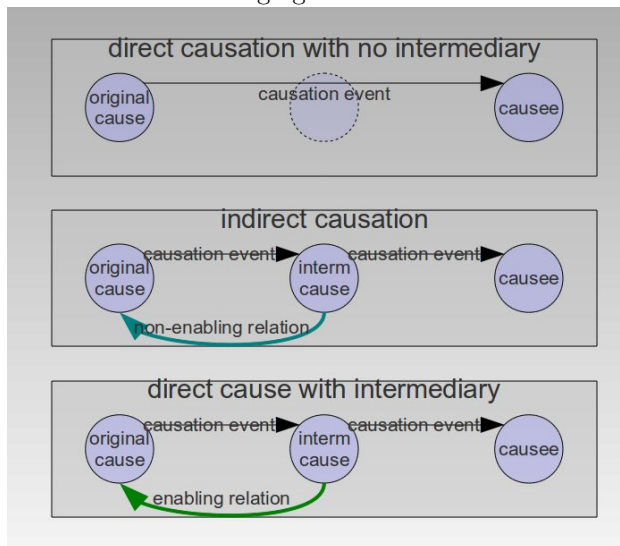 direct causation with no intermediary
original
cause
causation event
causee
indirect causation
original
cause
causation event
interm
cause
causation event
causee
non-enabling relation
direct cause with intermediary
original
cause
causation event
interm
cause
causation event
causee
enabling relation